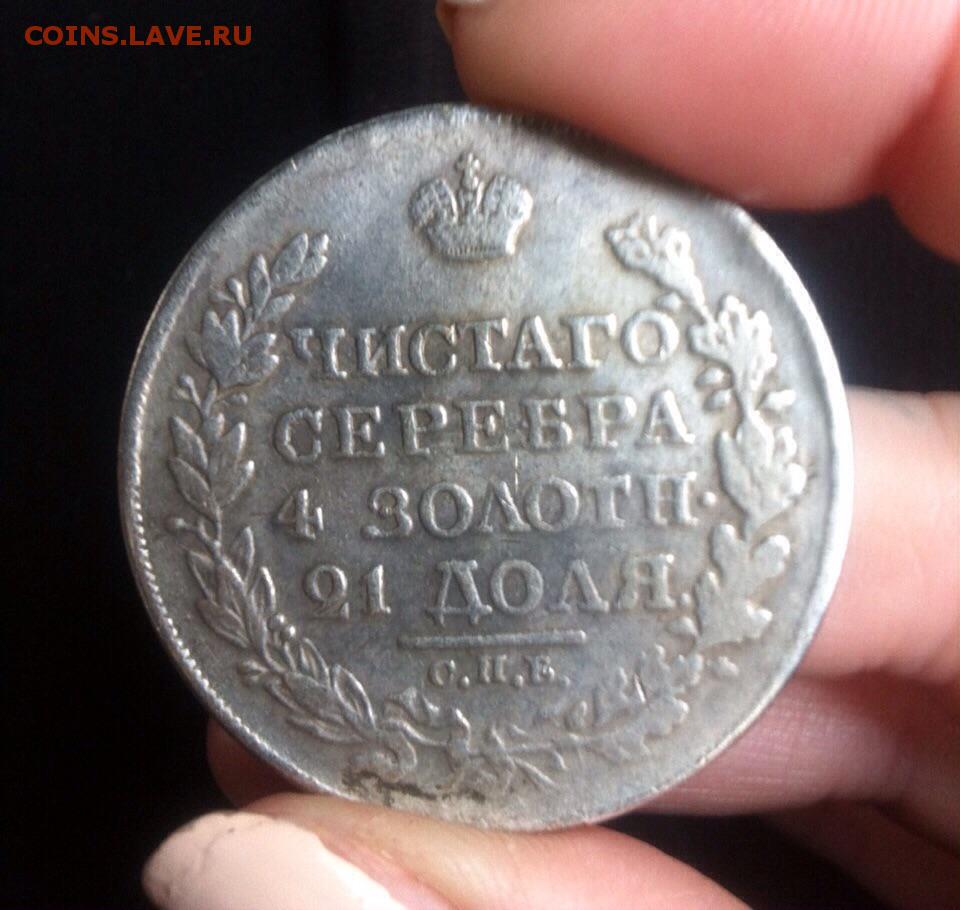 COINS.LAVE.RU
ЧИСТАГО
СЕРЕБРА
4 ЗОЛОТН.
21 ДОЛЯ.
С.П.Б.